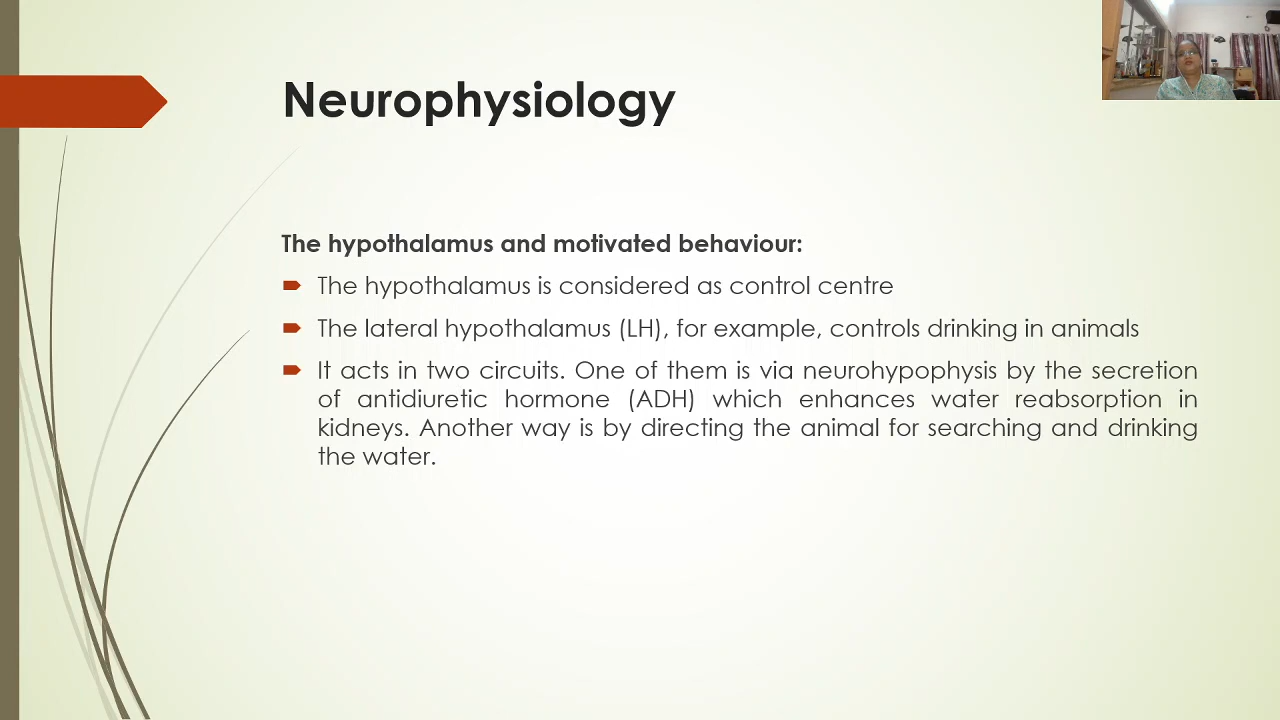 Neurophysiology
The hypothalamus and motivated behaviour:
The hypothalamus is considered as control centre
The lateral hypothalamus (LH), for example, controls drinking in animals
It acts in two circuits. One of them is via neurohypophysis by the secretion
of antidiuretic hormone (ADH) which enhances water reabsorption in
kidneys. Another way is by directing the animal for searching and drinking
the water.